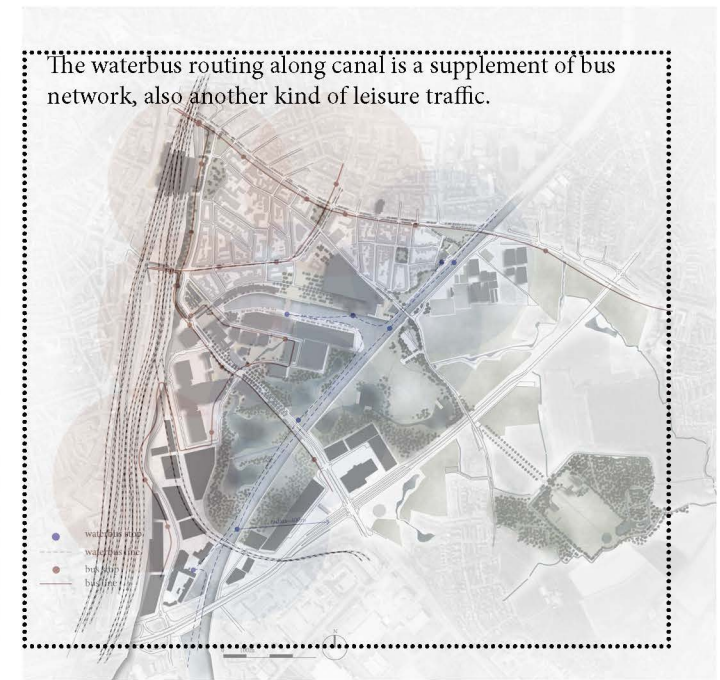 The waterbus routing along canal is a supplement of bus
network, also another kind of leisure traffic.
waterbus stop
waterbus line
bus stop
bus line
N